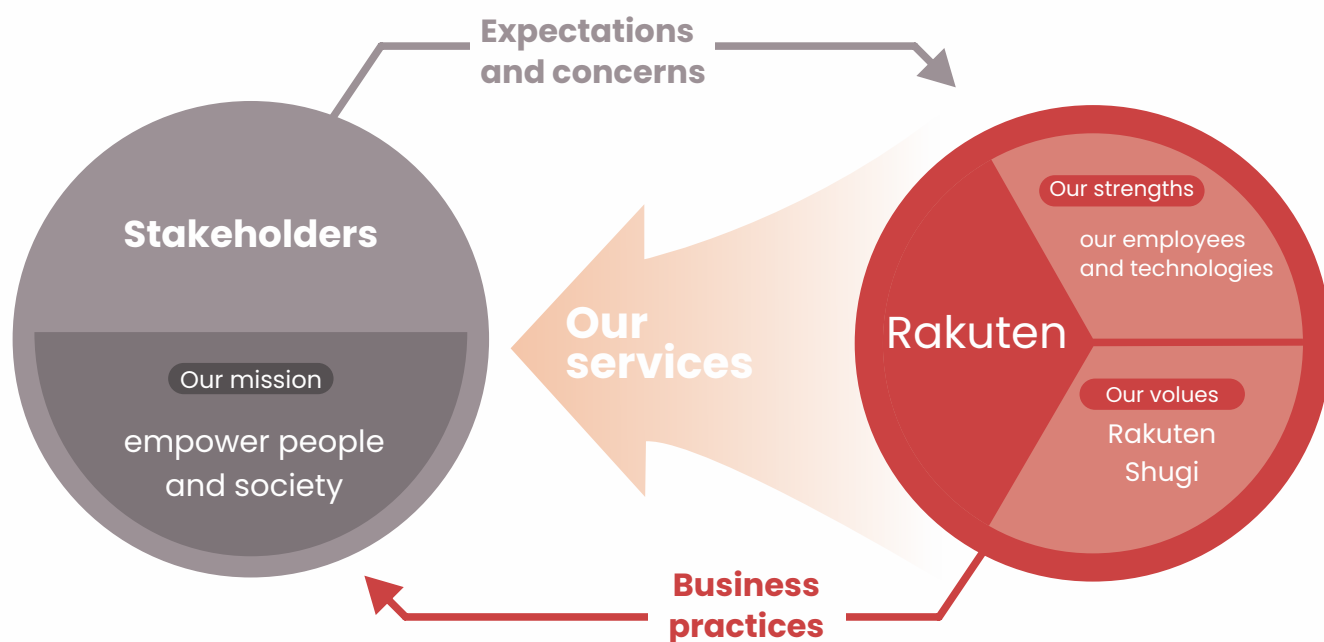 Expectations
and concerns
Stakeholders
Our mission
empower people
and society
Our
services
Rakuten
Our strengths
our employees
and technologies
Our volues
Rakuten
Shugi
Business
practices